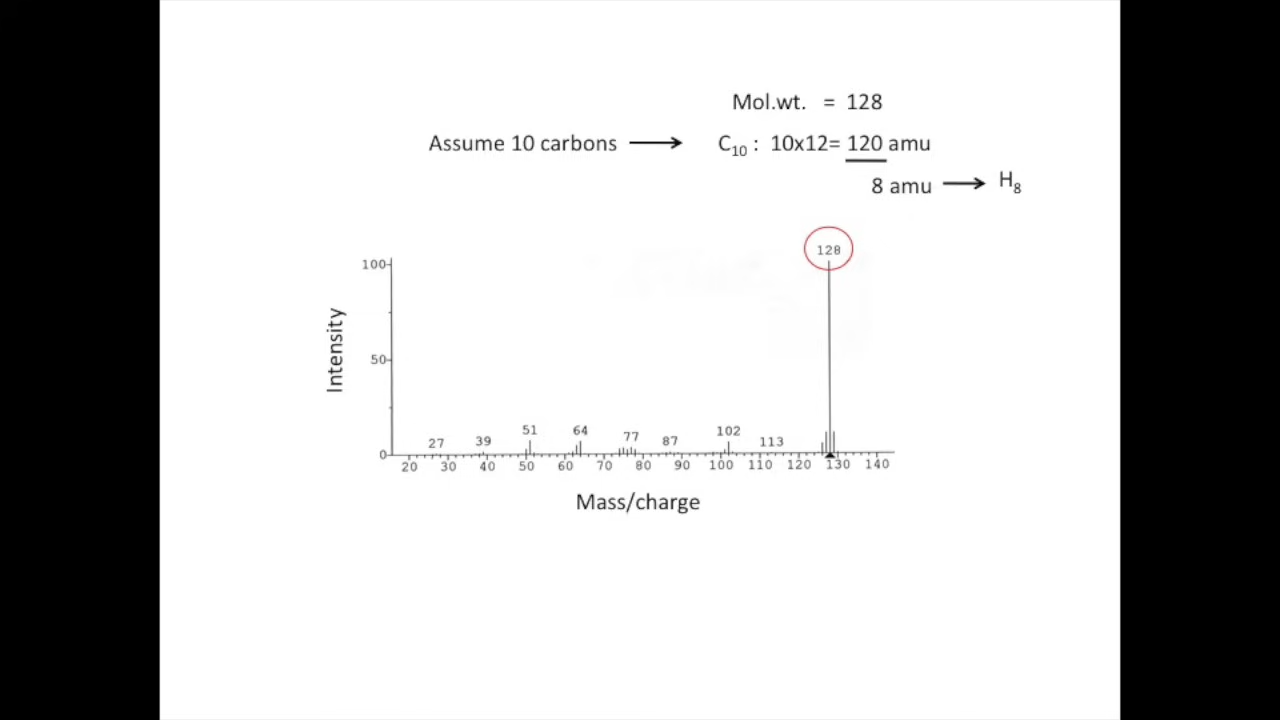 Mol.wt. = 128
Assume 10 carbons ⟶ C₁₀ : 10x12= 120 amu
8 amu ⟶ H₈
128
100
50
0
Intensity
27 39 51 64 77 87 102 113
20 30 40 50 60 70 80 90 100 110 120 130 140
Mass/charge